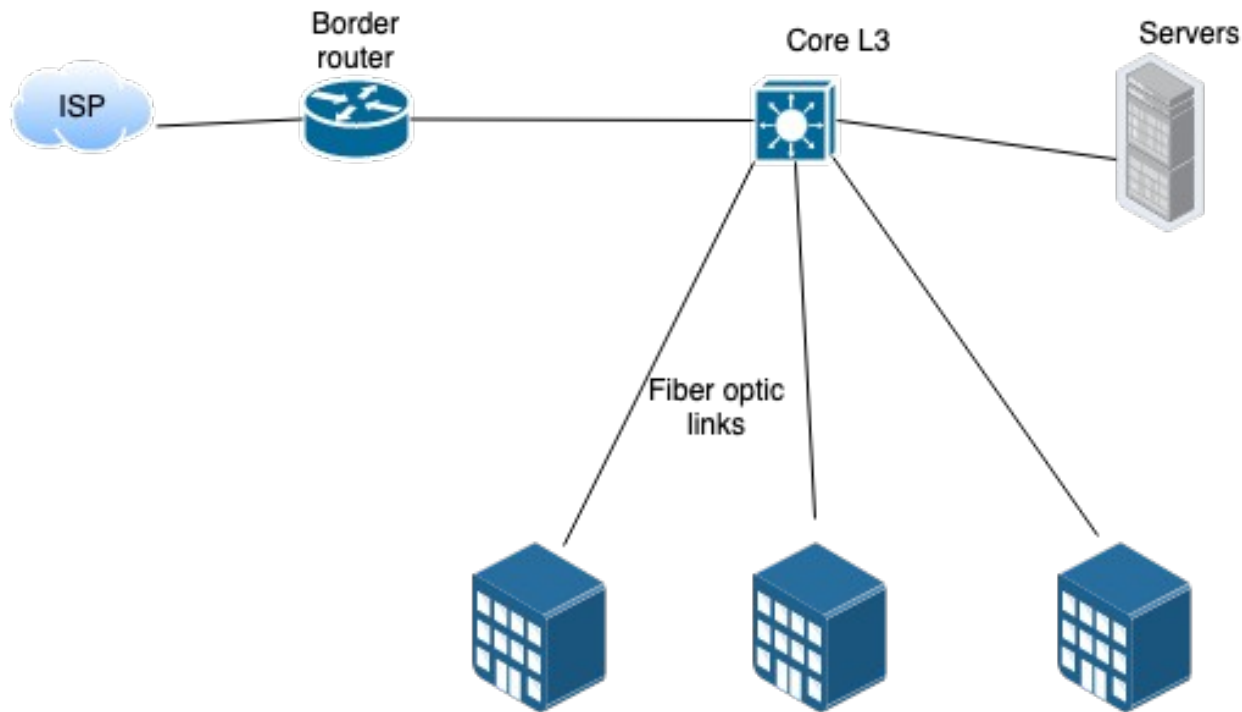 Border
router
Core L3
Servers
ISP
Fiber optic
links